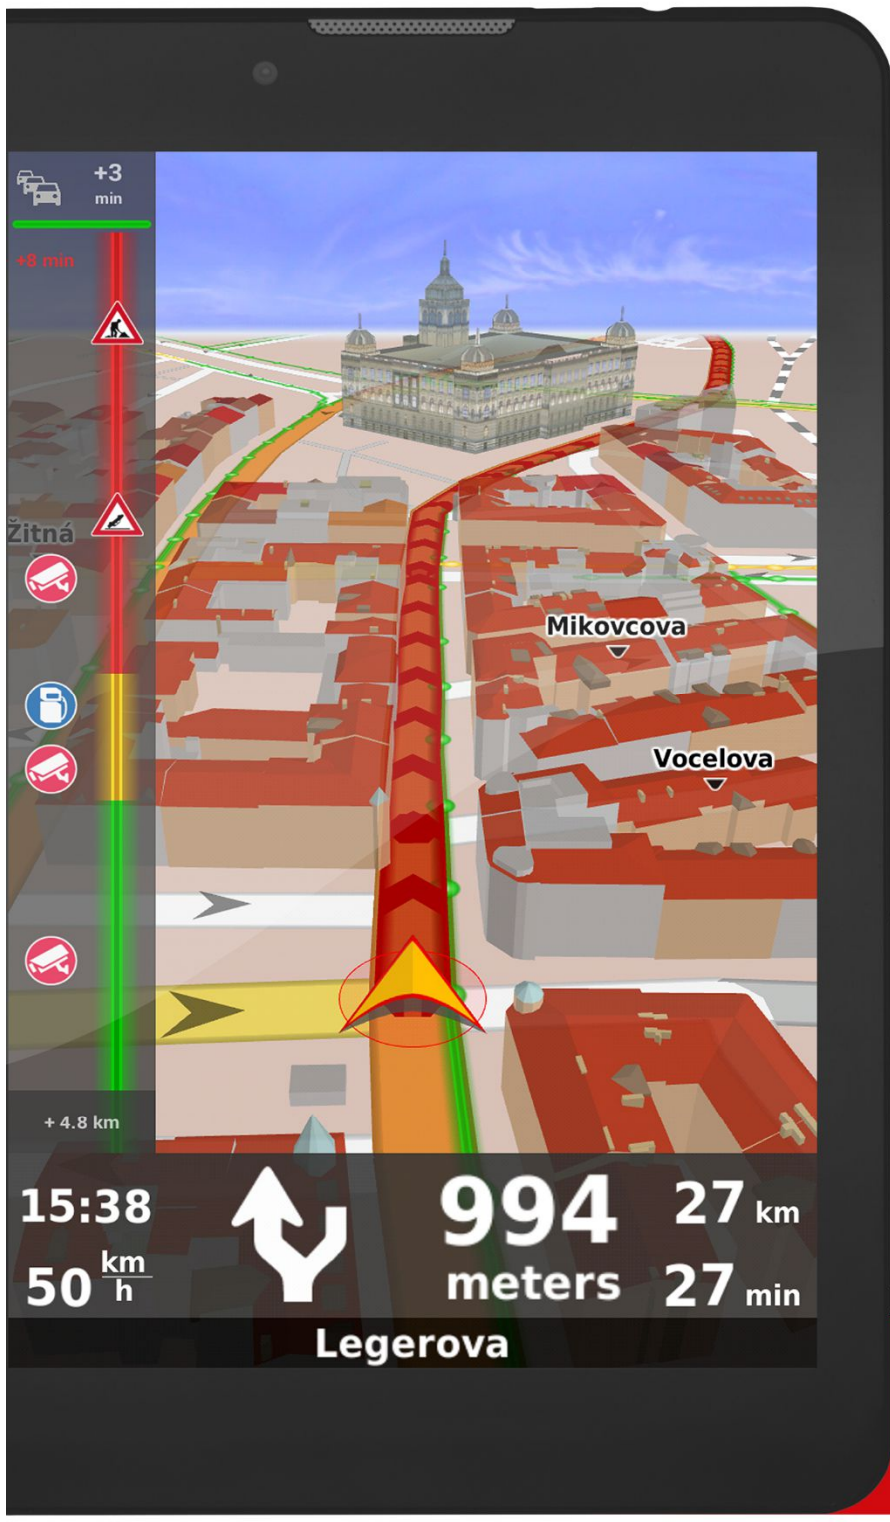 +3
min
+8 min
Žitná
Mikovcova
Vocelova
+ 4.8 km
15:38
994
27 km
50 km/h
meters
27 min
Legerova